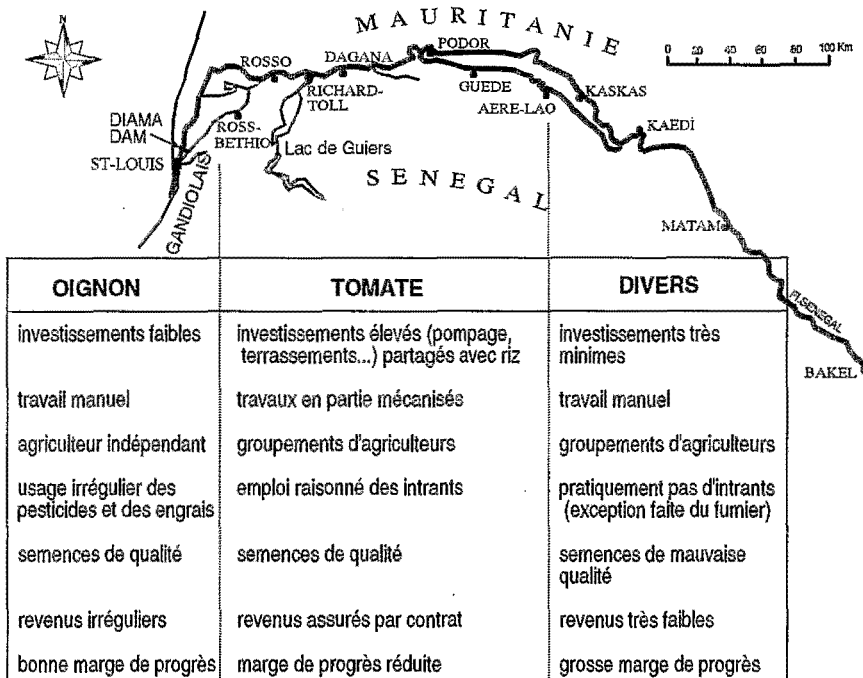 N
MAURITANIE
0 20 40 60 80 100 Km
PODOR
ROSSO
DAGANA
RICHARD-
TOLL
GUEDE
KASKAS
AERE-LAO
DIAMA
DAM
ROSS-
BETHIO
KAEDÍ
ST-LOUIS
Lac de Guiers
SENEGAL
GANDIOLAIS
MATAM
Fl. SENEGAL
BAKEL
OIGNON
investissements faibles
travail manuel
agriculteur indépendant
usage irrégulier des
pesticides et des engrais
semences de qualité
revenus irréguliers
bonne marge de progrès
TOMATE
investissements élevés (pompage,
terrassements...) partagés avec riz
travaux en partie mécanisés
groupements d'agriculteurs
emploi raisonné des intrants
semences de qualité
revenus assurés par contrat
marge de progrès réduite
DIVERS
investissements très
minimes
travail manuel
groupements d'agriculteurs
pratiquement pas d'intrants
(exception faite du fumier)
semences de mauvaise
qualité
revenus très faibles
grosse marge de progrès